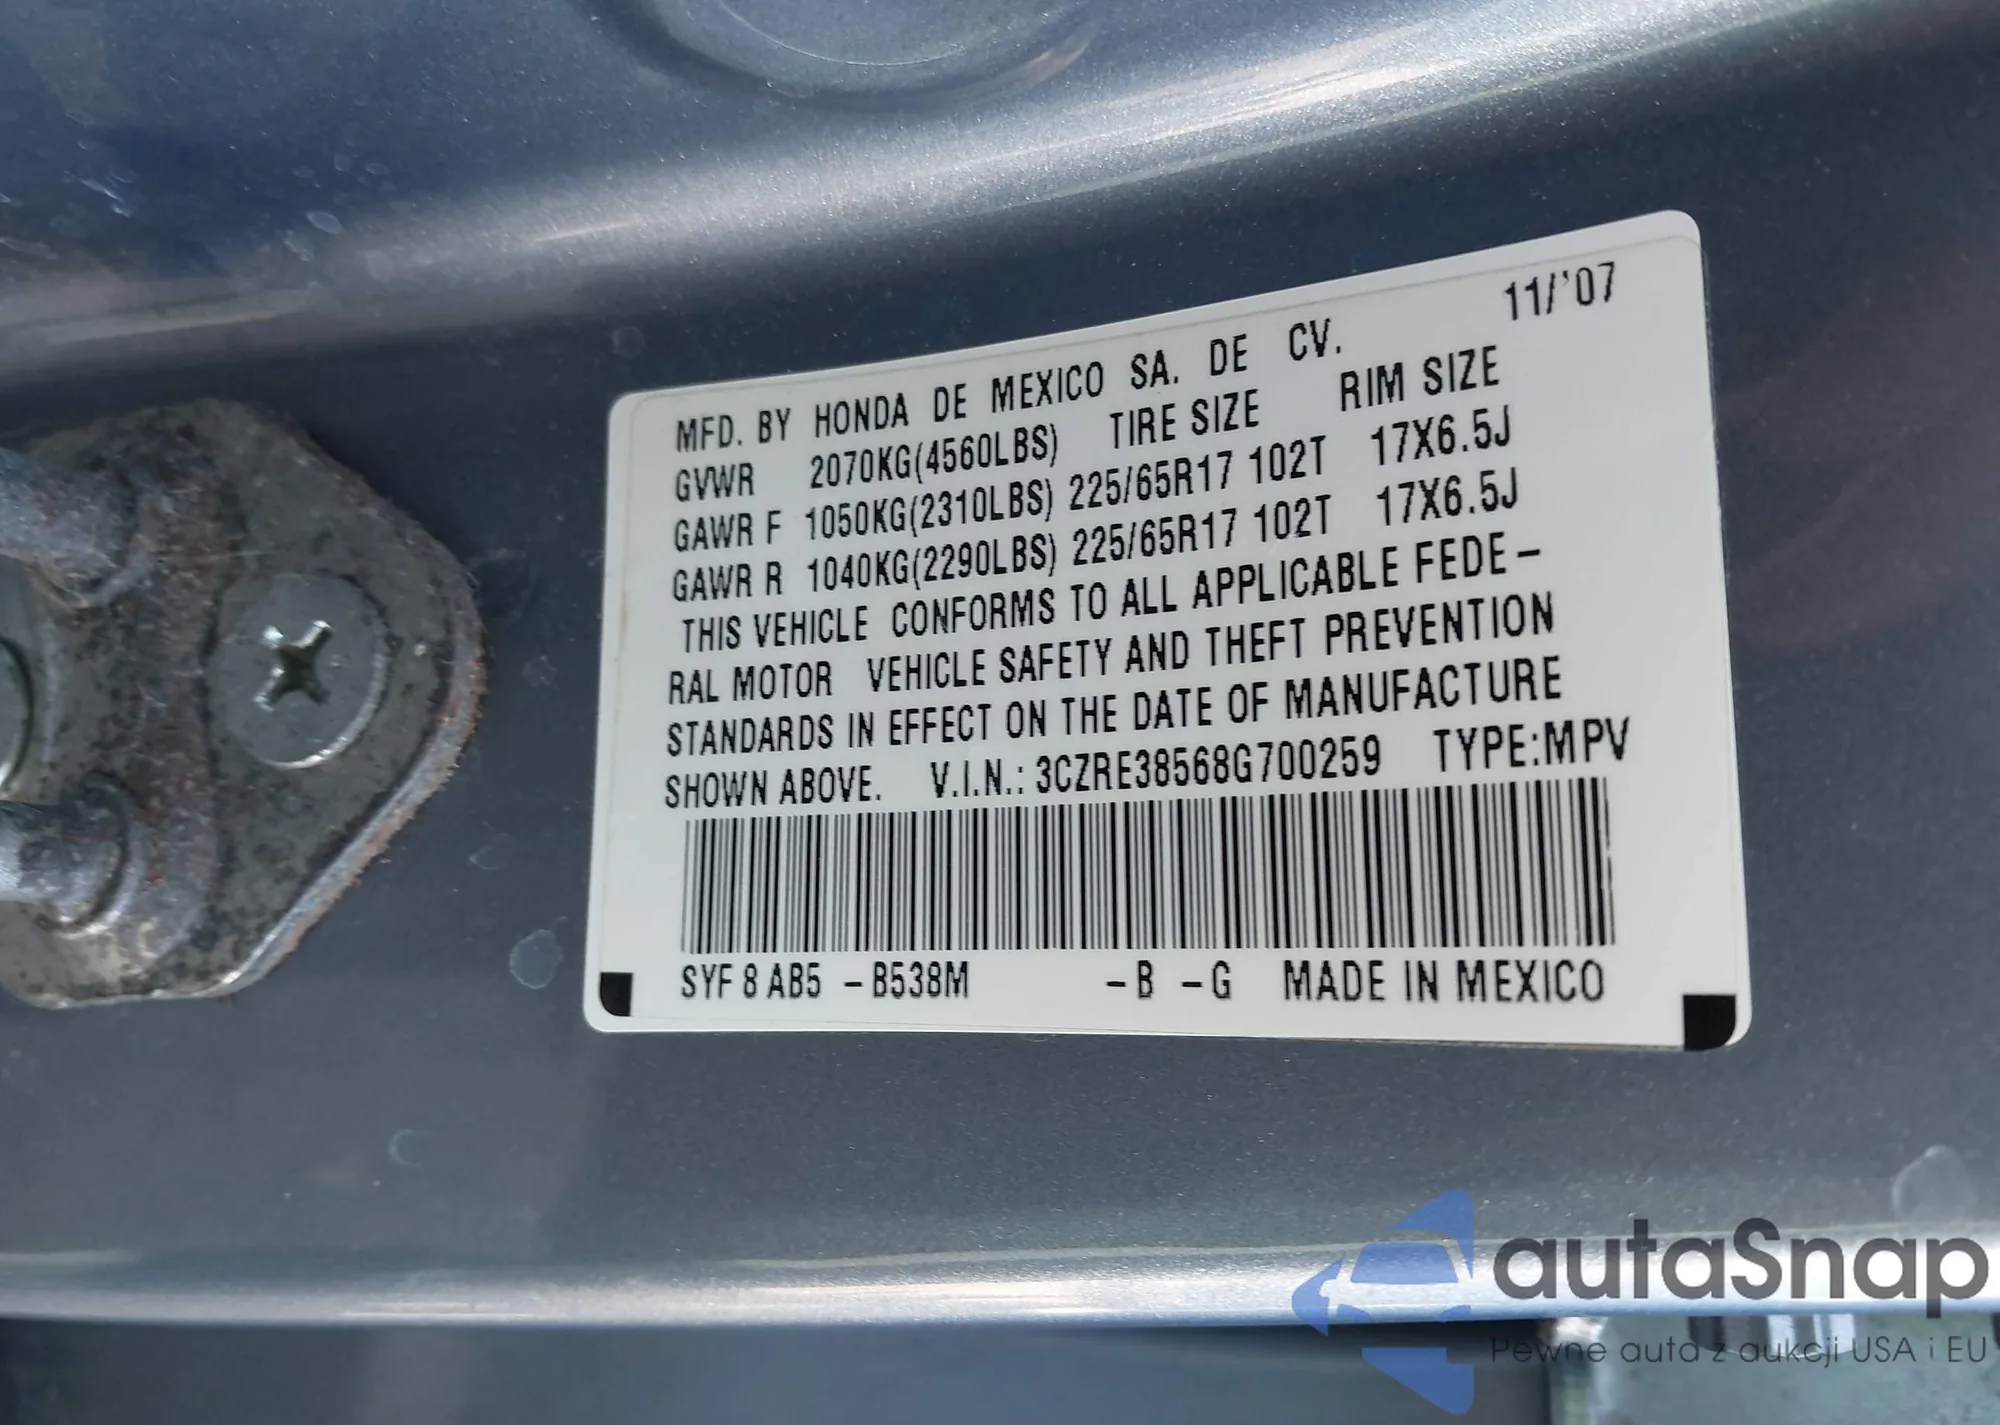 11/'07
MFD. BY HONDA DE MEXICO SA. DE CV.
GVWR 2070KG(4560LBS) TIRE SIZE RIM SIZE
GAWR F 1050KG(2310LBS) 225/65R17 102T 17X6.5J
GAWR R 1040KG(2290LBS) 225/65R17 102T 17X6.5J
THIS VEHICLE CONFORMS TO ALL APPLICABLE FEDE-
RAL MOTOR VEHICLE SAFETY AND THEFT PREVENTION
STANDARDS IN EFFECT ON THE DATE OF MANUFACTURE
SHOWN ABOVE. V.I.N.: 3CZRE38568G700259 TYPE:MPV
SYF 8 AB5 -B538M -B -G MADE IN MEXICO
autaSnap
Pewne auta z aukcji USA i EU